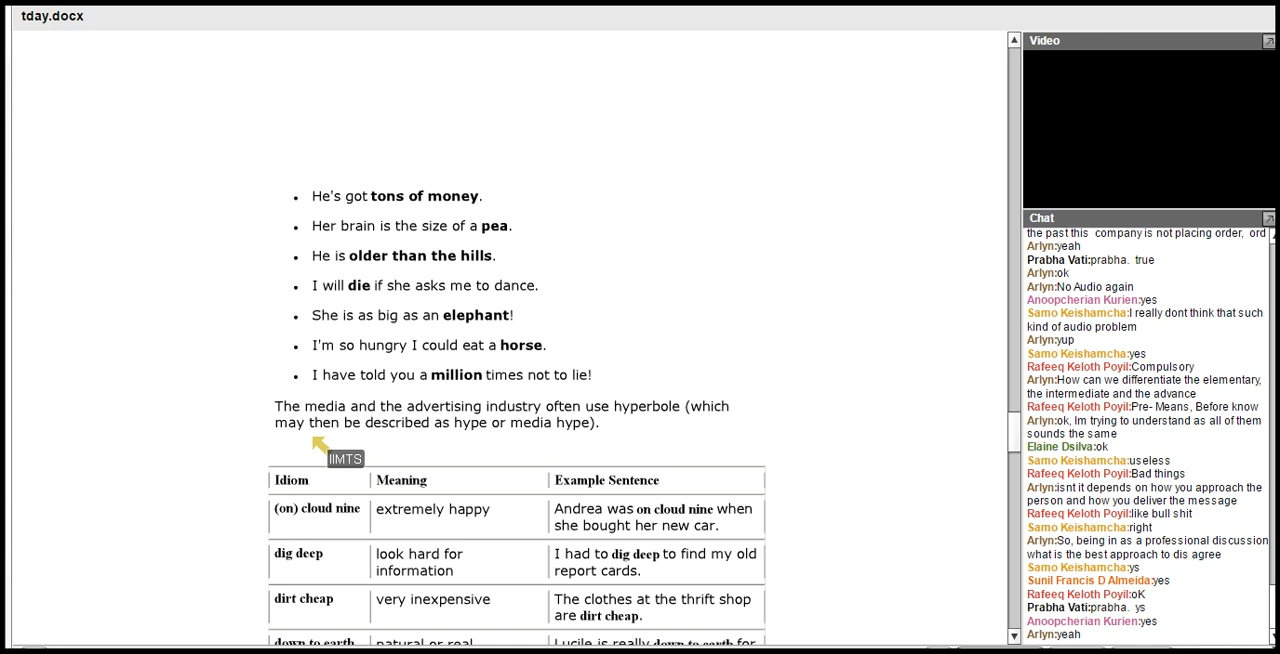 tday.docx
He's got tons of money.
Her brain is the size of a pea.
He is older than the hills.
I will die if she asks me to dance.
She is as big as an elephant!
I'm so hungry I could eat a horse.
I have told you a million times not to lie!
The media and the advertising industry often use hyperbole (which
may then be described as hype or media hype).
IIMTS
Idiom Meaning Example Sentence
(on) cloud nine extremely happy Andrea was on cloud nine when
she bought her new car.
dig deep look hard for I had to dig deep to find my old
information report cards.
dirt cheap very inexpensive The clothes at the thrift shop
are dirt cheap.
down to earth natural or real Lucile is really down to earth for
Video
Chat
the past this company is not placing order, ord
Arlyn:yeah
Prabha Vati:prabha. true
Arlyn:ok
Arlyn:No Audio again
Anoopcherian Kurien:yes
Samo Keishamcha:I really dont think that such
kind of audio problem
Arlyn:yup
Samo Keishamcha:yes
Rafeeq Keloth Poyil:Compulsory
Arlyn:How can we differentiate the elementary,
the intermediate and the advance
Rafeeq Keloth Poyil:Pre- Means, Before know
Arlyn:ok, Im trying to understand as all of them
sounds the same
Elaine Dsilva:ok
Samo Keishamcha:useless
Rafeeq Keloth Poyil:Bad things
Arlyn:isnt it depends on how you approach the
person and how you deliver the message
Rafeeq Keloth Poyil:like bull shit
Samo Keishamcha:right
Arlyn:So, being in as a professional discussion
what is the best approach to dis agree
Samo Keishamcha:ys
Sunil Francis D Almeida:yes
Rafeeq Keloth Poyil:oK
Prabha Vati:prabha. ys
Anoopcherian Kurien:yes
Arlyn:yeah